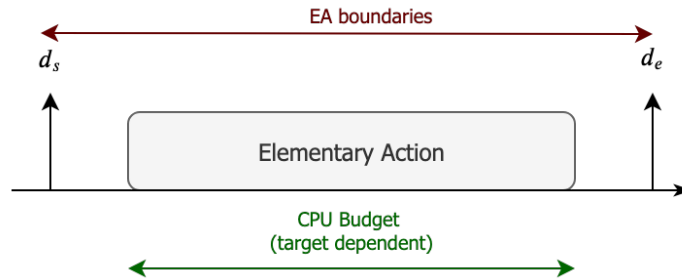 EA boundaries
d_s
d_e
Elementary Action
CPU Budget
(target dependent)